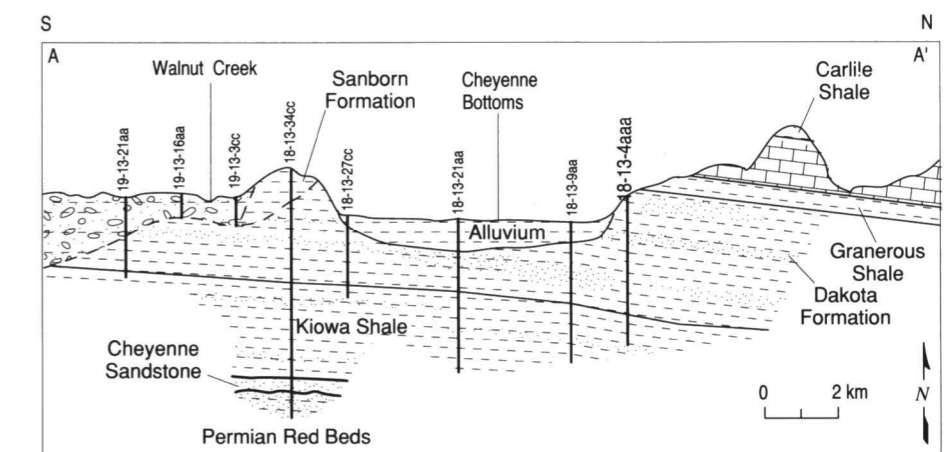 S
N
A
A'
Walnut Creek
Sanborn
Formation
Cheyenne
Bottoms
Carlile
Shale
19-13-21aa
19-13-16aa
19-13-3cc
18-13-34cc
18-13-27cc
18-13-21aa
18-13-9aa
18-13-4aaa
Alluvium
Granerous
Shale
Dakota
Formation
Kiowa Shale
Cheyenne
Sandstone
Permian Red Beds
0 2 km
N